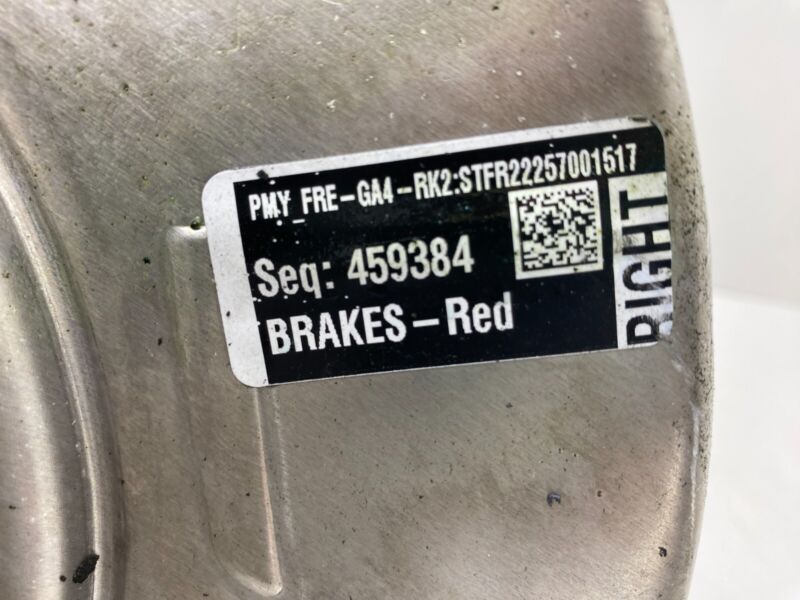 PMY_FRE-GA4-RK2:STFR22257001517
Seq: 459384
BRAKES-Red
RIGHT